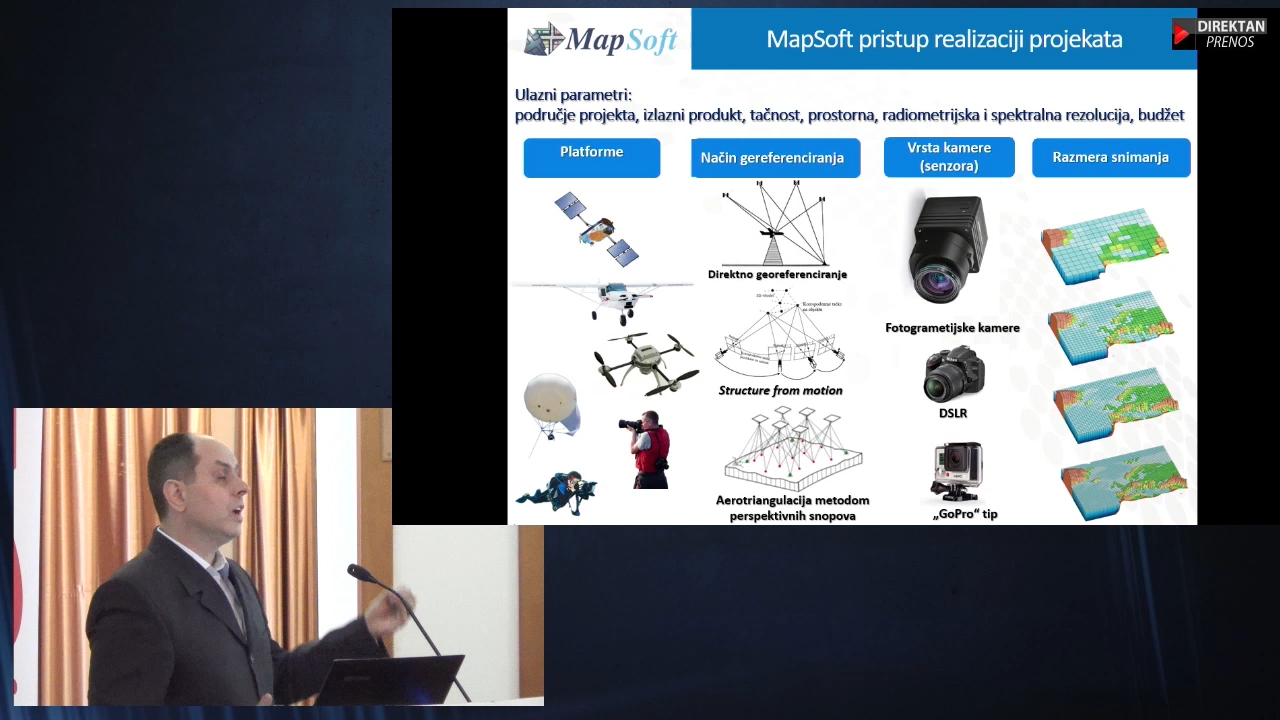 MapSoft
MapSoft pristup realizaciji projekata
DIREKTAN
PRENOS
Ulazni parametri:
područje projekta, izlazni produkt, tačnost, prostorna, radiometrijska i spektralna rezolucija, budžet
Platforme
Način gereferenciranja
Vrsta kamere
(senzora)
Razmera snimanja
Direktno georeferenciranje
Structure from motion
Aerotriangulacija metodom
perspektivnih snopova
Fotogrametijske kamere
DSLR
„GoPro“ tip